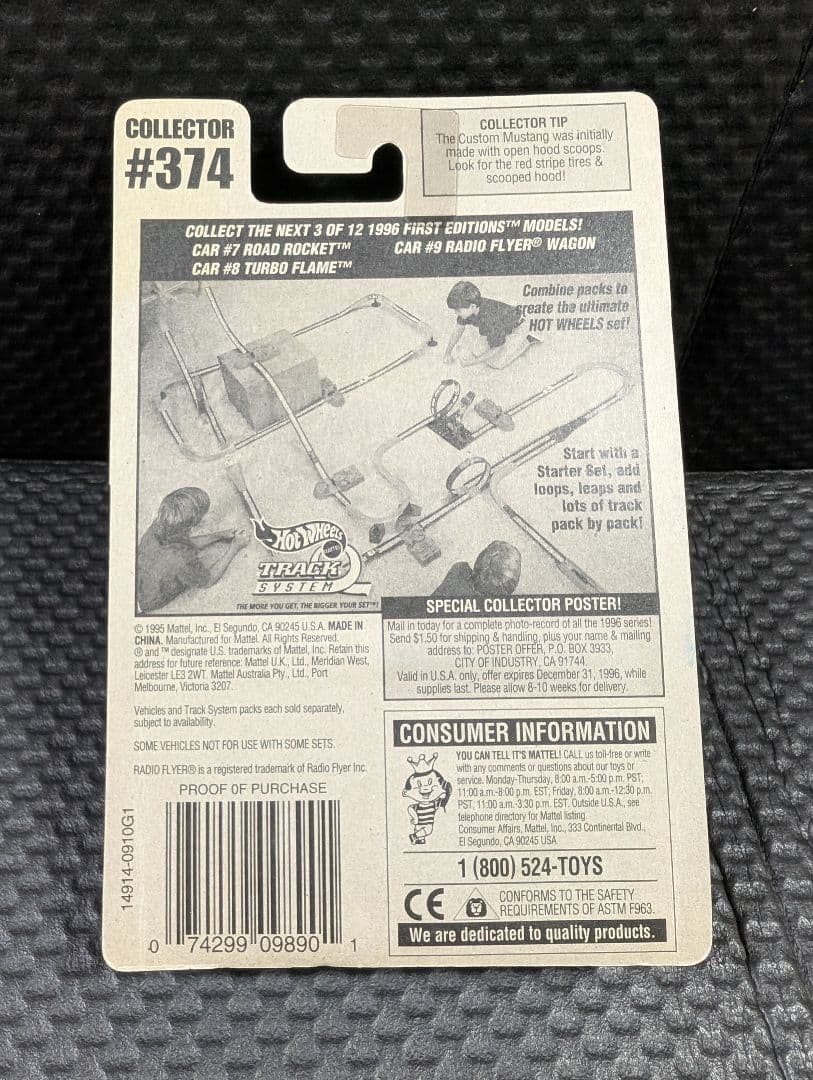 COLLECTOR
#374
COLLECTOR TIP
The Custom Mustang was initially
made with open hood scoops.
Look for the red stripe tires &
scooped hood!
COLLECT THE NEXT 3 OF 12 1996 FIRST EDITIONS™ MODELS!
CAR #7 ROAD ROCKET™ CAR #9 RADIO FLYER® WAGON
CAR #8 TURBO FLAME™
Combine packs to
create the ultimate
HOT WHEELS set!
Start with a
Starter Set, add
loops, leaps and
lots of track
pack by pack!
HOT WHEELS
MATTEL
TRACK
SYSTEM
THE MORE YOU GET, THE BIGGER YOUR SET™!
© 1995 Mattel, Inc., El Segundo, CA 90245 U.S.A. MADE IN
CHINA. Manufactured for Mattel. All Rights Reserved.
® and ™ designate U.S. trademarks of Mattel, Inc. Retain this
address for future reference: Mattel U.K., Ltd., Meridian West,
Leicester LE3 2WT. Mattel Australia Pty., Ltd., Port
Melbourne, Victoria 3207.
Vehicles and Track System packs each sold separately,
subject to availability.
SOME VEHICLES NOT FOR USE WITH SOME SETS.
RADIO FLYER® is a registered trademark of Radio Flyer Inc.
PROOF OF PURCHASE
14914-0910G1
0 74299 09890 1
SPECIAL COLLECTOR POSTER!
Mail in today for a complete photo-record of all the 1996 series!
Send $1.50 for shipping & handling, plus your name & mailing
address to: POSTER OFFER, P.O. BOX 3933,
CITY OF INDUSTRY, CA 91744.
Valid in U.S.A. only, offer expires December 31, 1996, while
supplies last. Please allow 8-10 weeks for delivery.
CONSUMER INFORMATION
YOU CAN TELL IT'S MATTEL! CALL us toll-free or write
with any comments or questions about our toys or
service. Monday-Thursday, 8:00 a.m.-5:00 p.m. PST,
11:00 a.m.-8:00 p.m. EST; Friday, 8:00 a.m.-12:30 p.m.
PST, 11:00 a.m.-3:30 p.m. EST. Outside U.S.A., see
telephone directory for Mattel listing.
Consumer Affairs, Mattel, Inc., 333 Continental Blvd.,
El Segundo, CA 90245 USA
1 (800) 524-TOYS
CE
CONFORMS TO THE SAFETY
REQUIREMENTS OF ASTM F963.
We are dedicated to quality products.